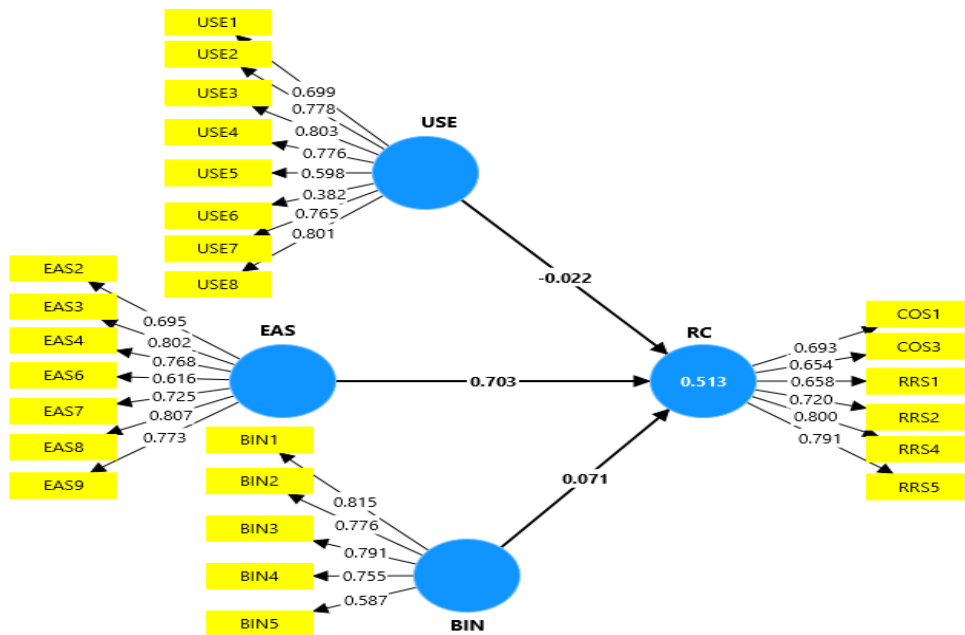 USE1
USE2
USE3
USE4
USE5
USE6
USE7
USE8
0.699
0.778
0.803
0.776
0.598
0.382
0.765
0.801
USE
-0.022
EAS2
EAS3
EAS4
EAS6
EAS7
EAS8
EAS9
0.695
0.802
0.768
0.616
0.725
0.807
0.773
EAS
0.703
RC
0.513
0.693
0.654
0.658
0.720
0.800
0.791
COS1
COS3
RRS1
RRS2
RRS4
RRS5
BIN1
BIN2
BIN3
BIN4
BIN5
0.815
0.776
0.791
0.755
0.587
BIN
0.071